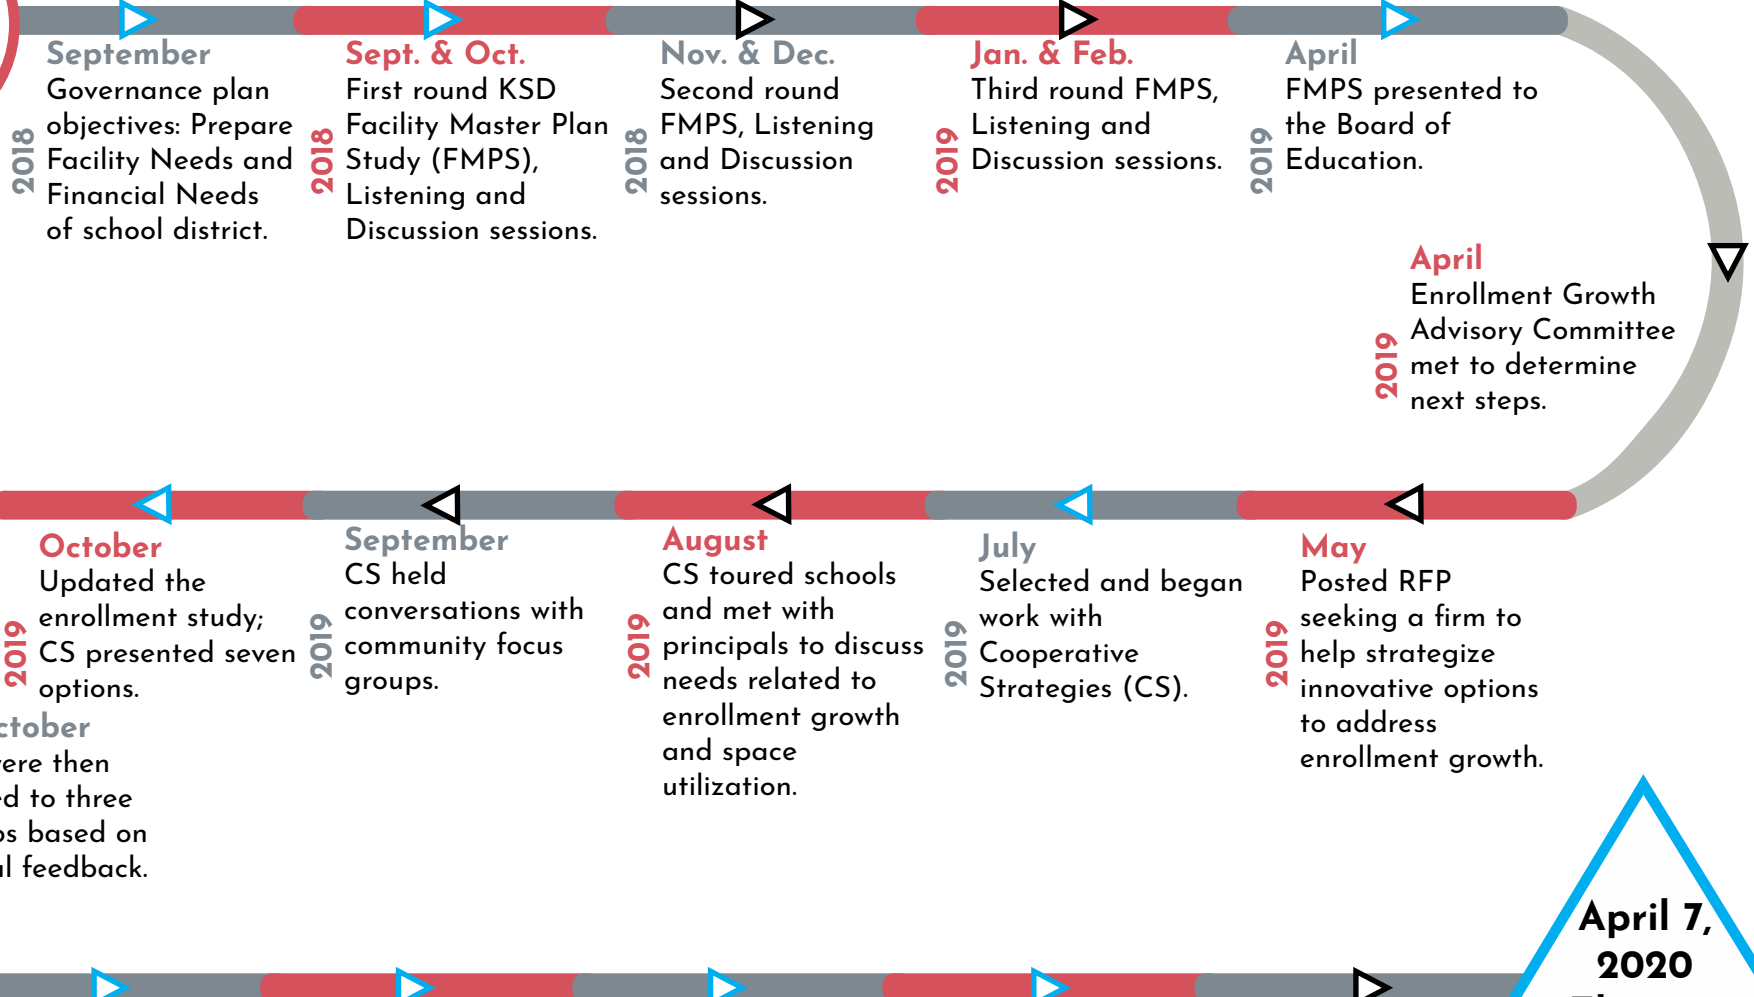 September
Governance plan
objectives: Prepare
Facility Needs and
Financial Needs
of school district.
2018
Sept. & Oct.
First round KSD
Facility Master Plan
Study (FMPS),
Listening and
Discussion sessions.
2018
Nov. & Dec.
Second round
FMPS, Listening
and Discussion
sessions.
2018
Jan. & Feb.
Third round FMPS,
Listening and
Discussion sessions.
2019
April
FMPS presented to
the Board of
Education.
2019
April
Enrollment Growth
Advisory Committee
met to determine
next steps.
2019
May
Posted RFP
seeking a firm to
help strategize
innovative options
to address
enrollment growth.
2019
July
Selected and began
work with
Cooperative
Strategies (CS).
2019
August
CS toured schools
and met with
principals to discuss
needs related to
enrollment growth
and space
utilization.
2019
September
CS held
conversations with
community focus
groups.
2019
October
Updated the
enrollment study;
CS presented seven
options.
2019
then
to three
based on
feedback.
April 7,
2020